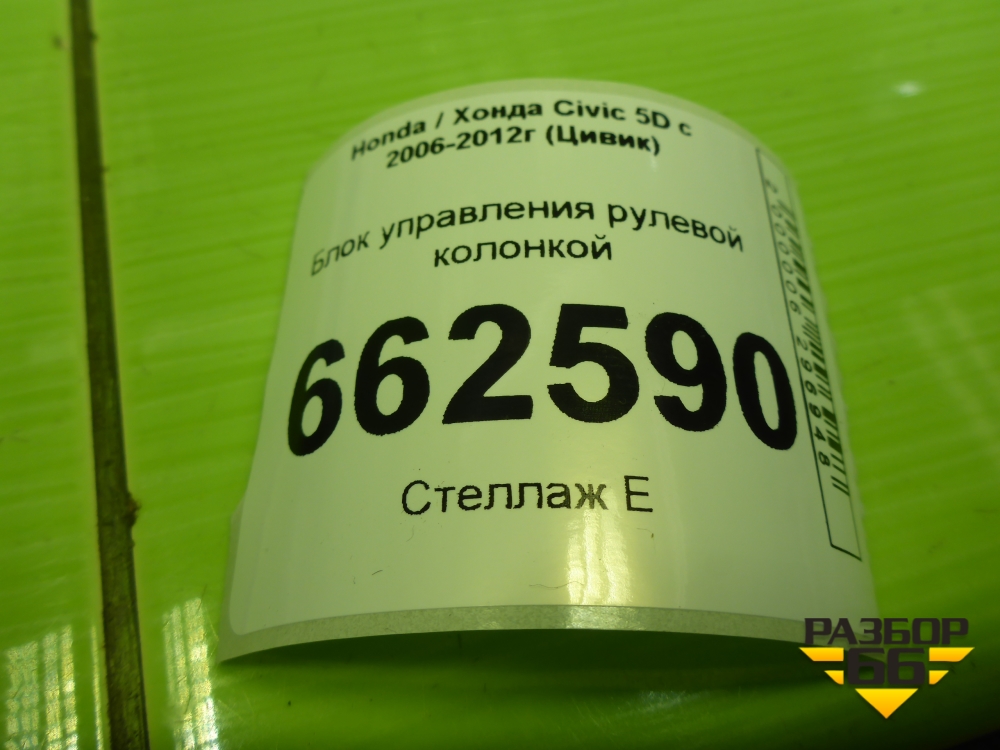 Honda / Хонда Civic 5D с
2006-2012г (Цивик)
Блок управления рулевой
колонкой
662590
Стеллаж Е
РАЗБОР
66